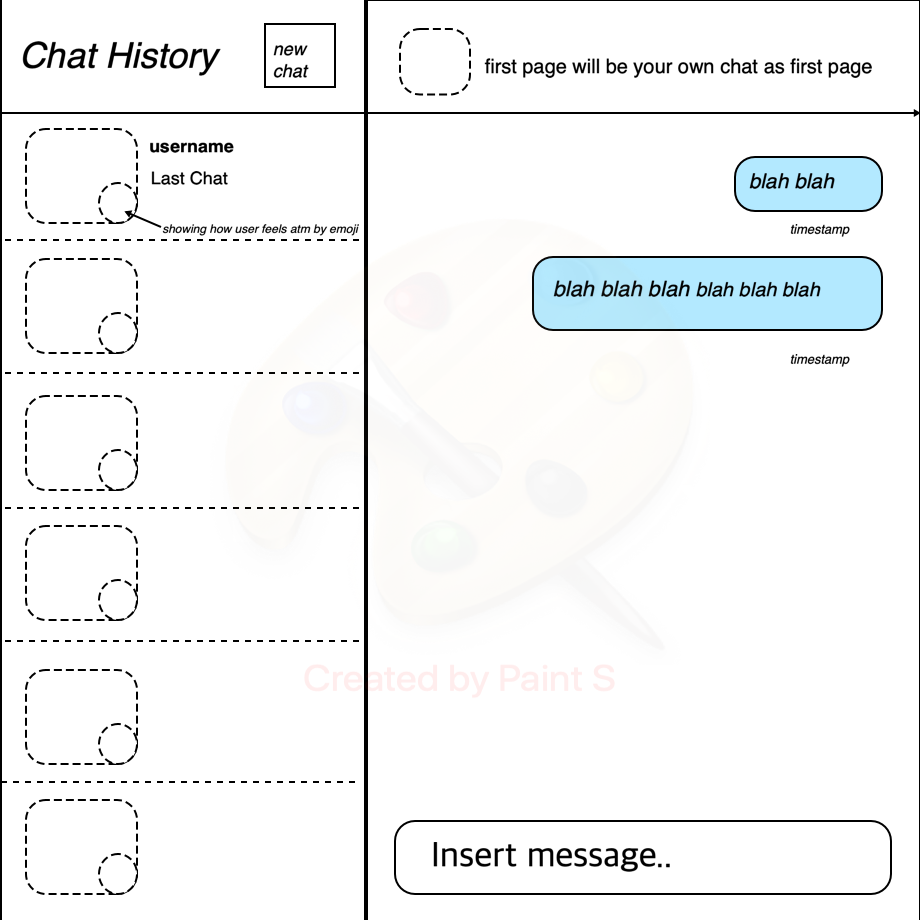 Chat History
new
chat
first page will be your own chat as first page
username
Last Chat
showing how user feels atm by emoji
blah blah
timestamp
blah blah blah blah blah blah
timestamp
Created by Paint S
Insert message..